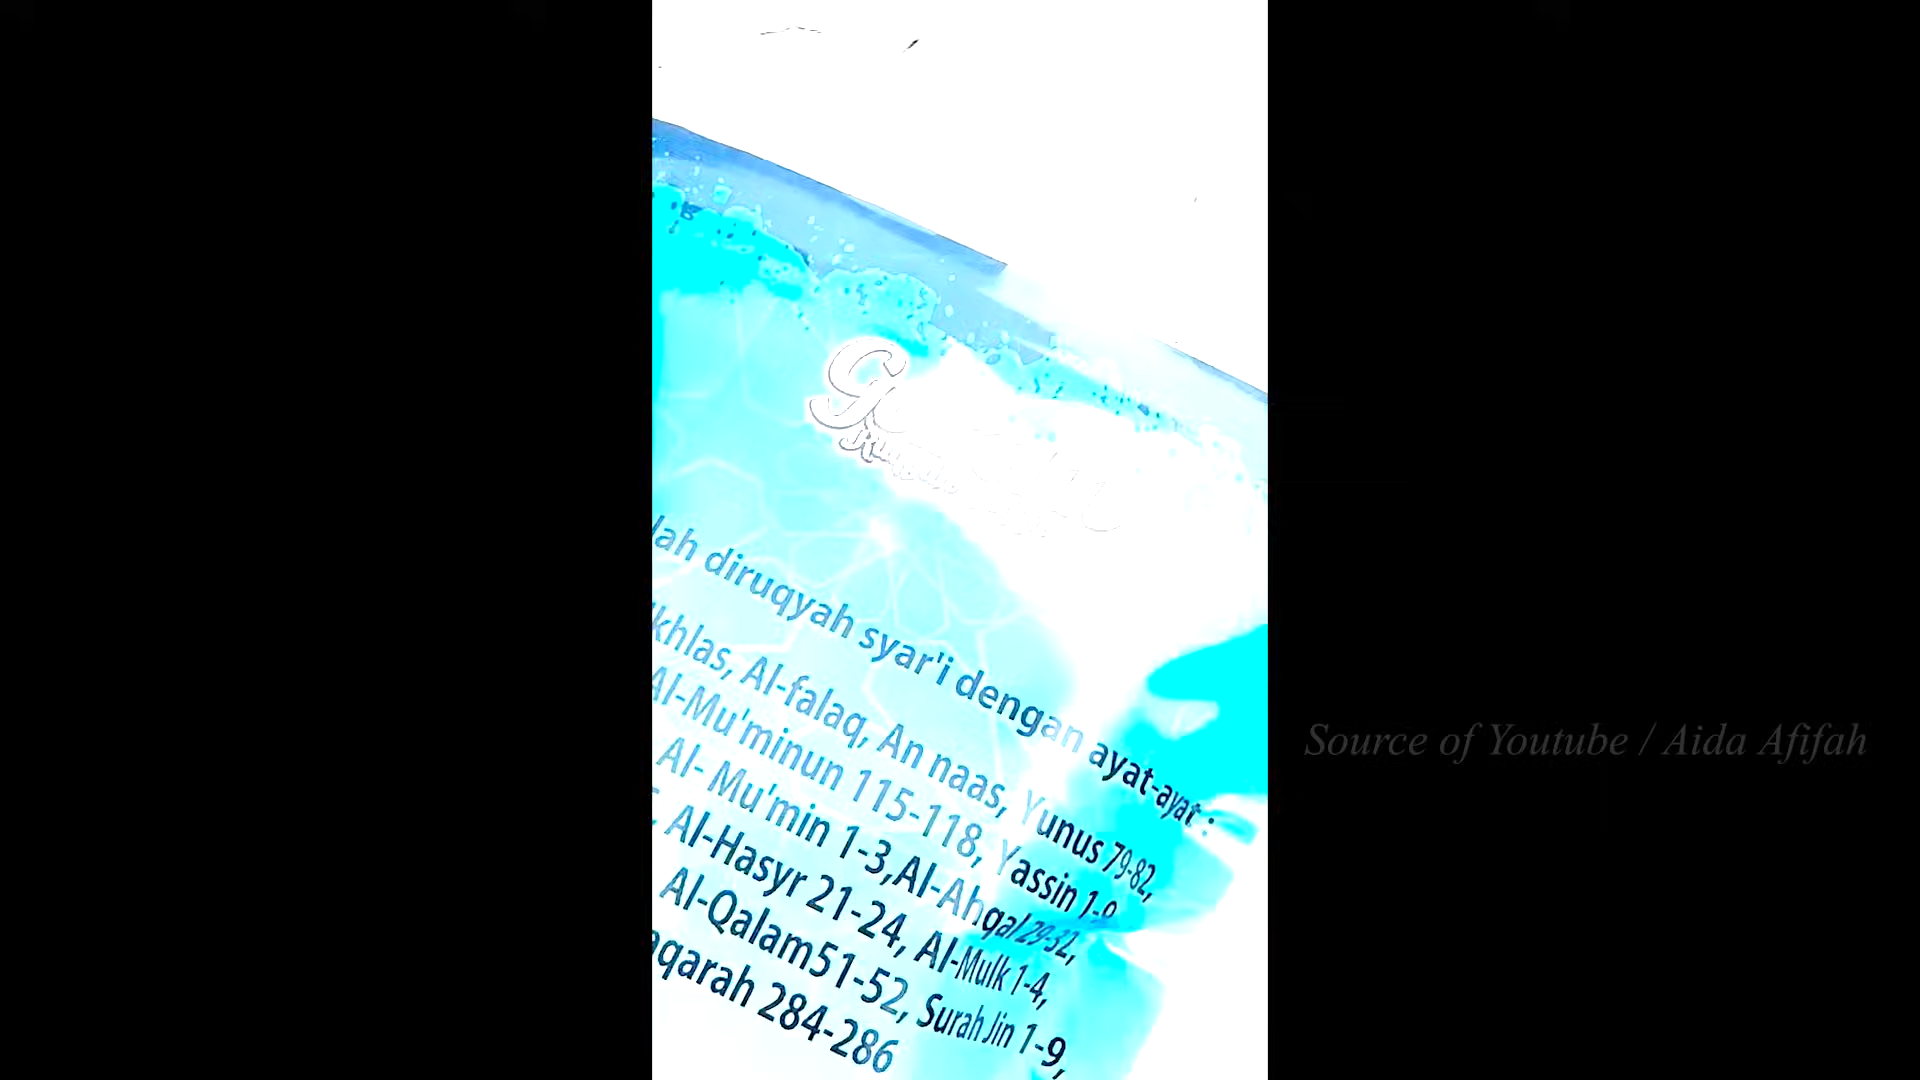 lah diruqyah syar'i dengan ayat-ayat :
khlas, Al-falaq, An naas, Yunus 79-82,
Al-Mu'minun 115-118, Yassin 1-9
Al- Mu'min 1-3,Al-Ahqaf 29-32,
Al-Hasyr 21-24, Al-Mulk 1-4,
Al-Qalam51-52, Surah Jin 1-9,
aqarah 284-286
Source of Youtube / Aida Afifah